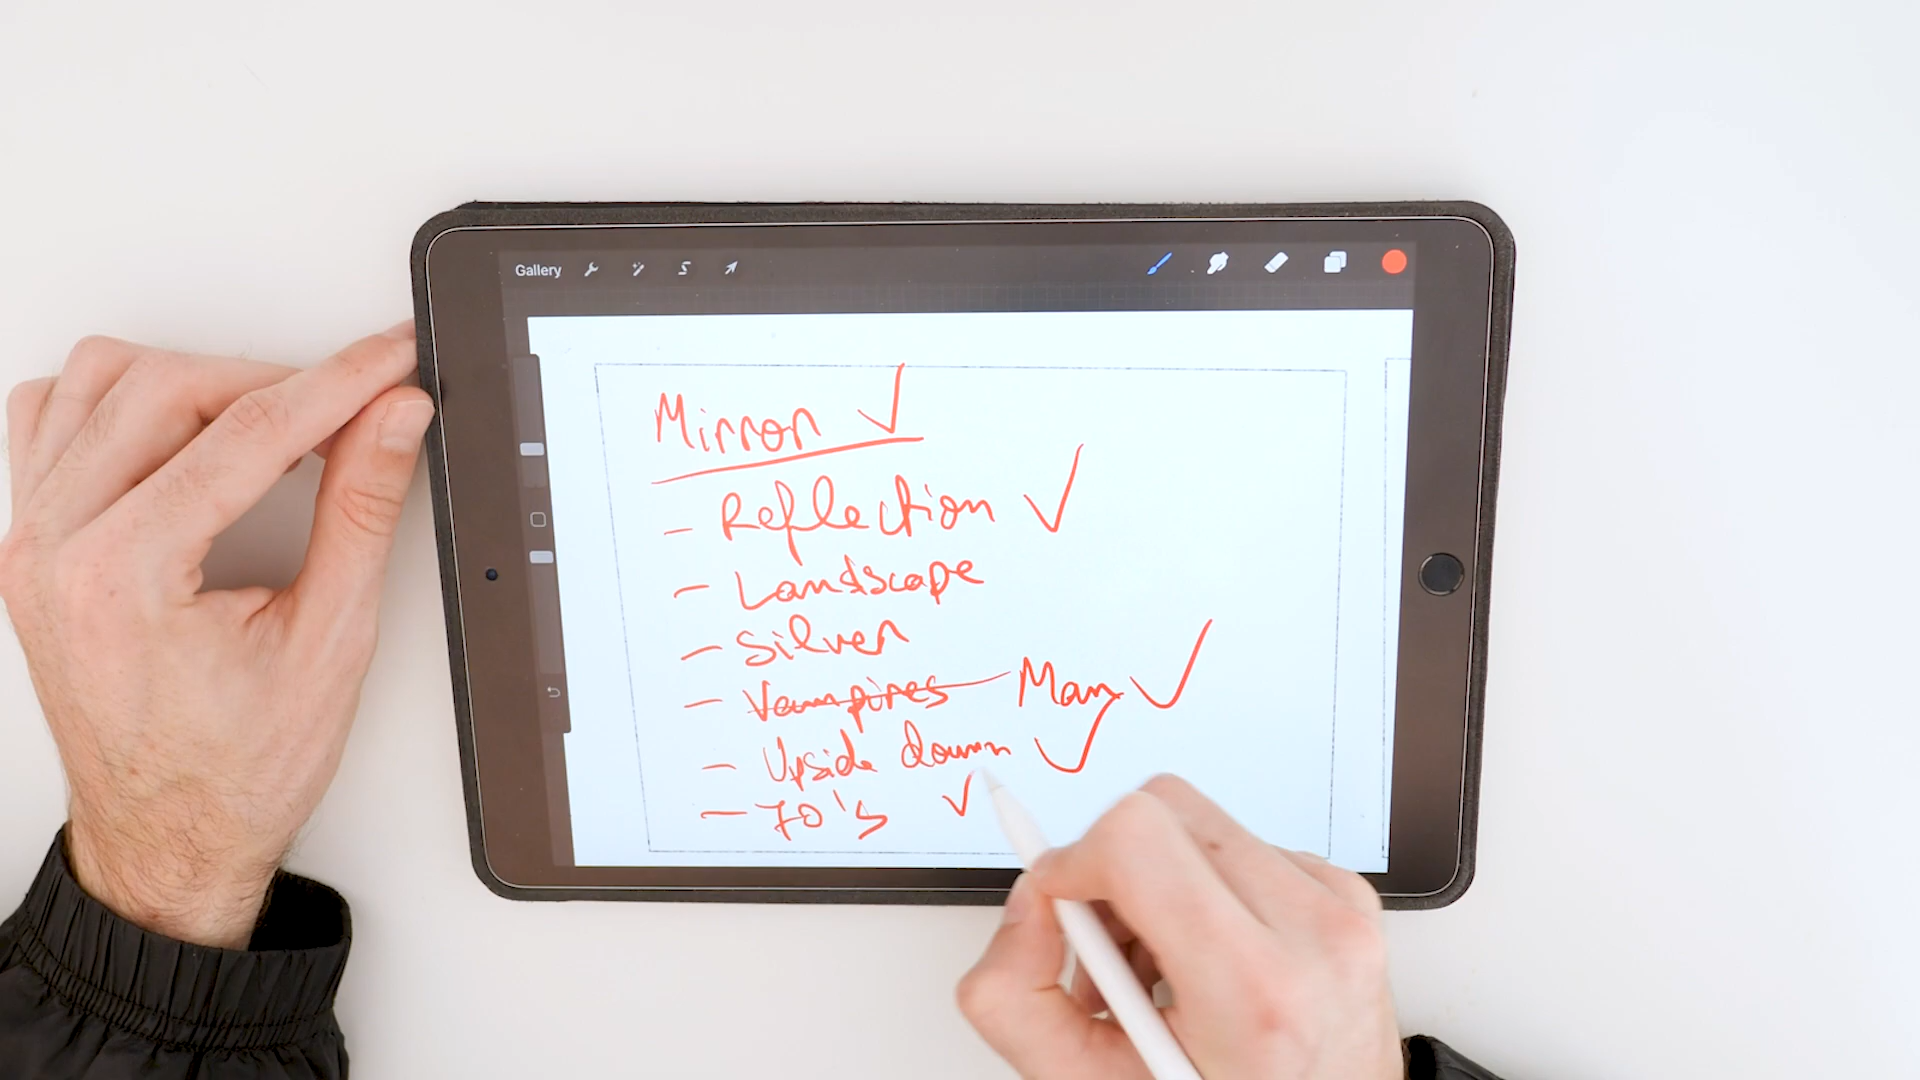 Gallery
Mirror ✓
- Reflection ✓
- Landscape
- Silver
- Vampires - Man ✓
- Upside down ✓
- 70's ✓